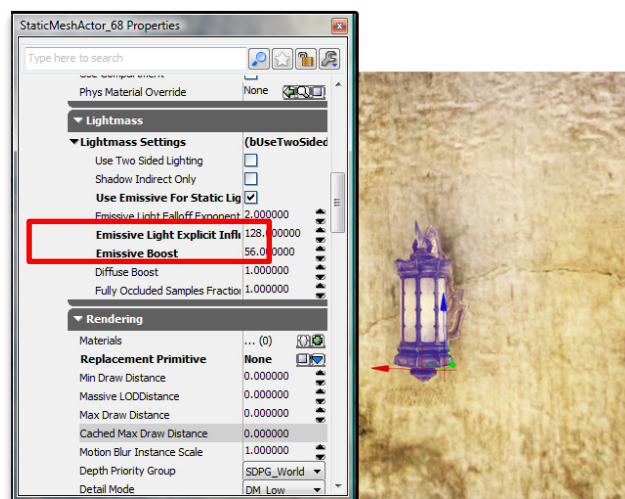 StaticMeshActor_68 Properties
Type here to search
Phys Material Override None
Lightmass
Lightmass Settings (bUseTwoSided
Use Two Sided Lighting
Shadow Indirect Only
Use Emissive For Static Lig
Emissive Light Falloff Exponent 2.000000
Emissive Light Explicit Influ 128.000000
Emissive Boost 56.000000
Diffuse Boost 1.000000
Fully Occluded Samples Fraction 1.000000
Rendering
Materials ... (0)
Replacement Primitive None
Min Draw Distance 0.000000
Massive LODDistance 0.000000
Max Draw Distance 0.000000
Cached Max Draw Distance 0.000000
Motion Blur Instance Scale 1.000000
Depth Priority Group SDPG_World
Detail Mode DM_Low